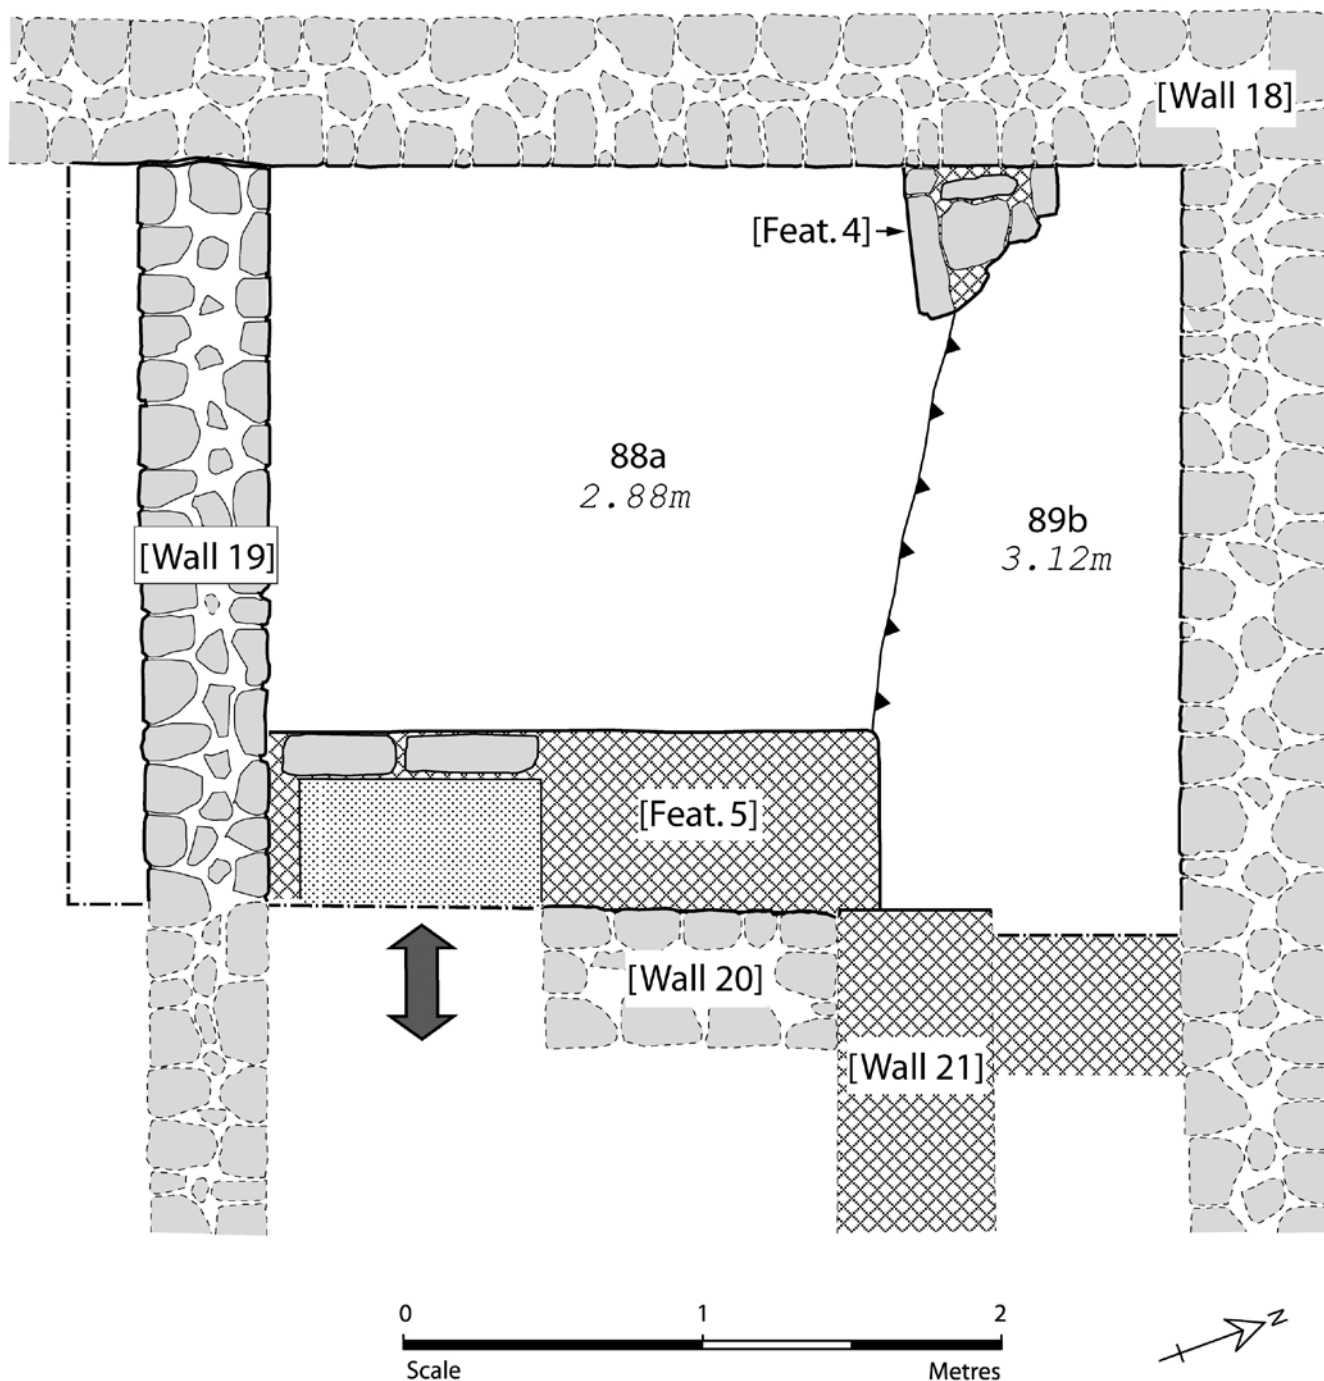 [Wall 18]
[Feat. 4]
88a
2.88m
89b
3.12m
[Wall 19]
[Feat. 5]
[Wall 20]
[Wall 21]
0 1 2
Scale Metres
N